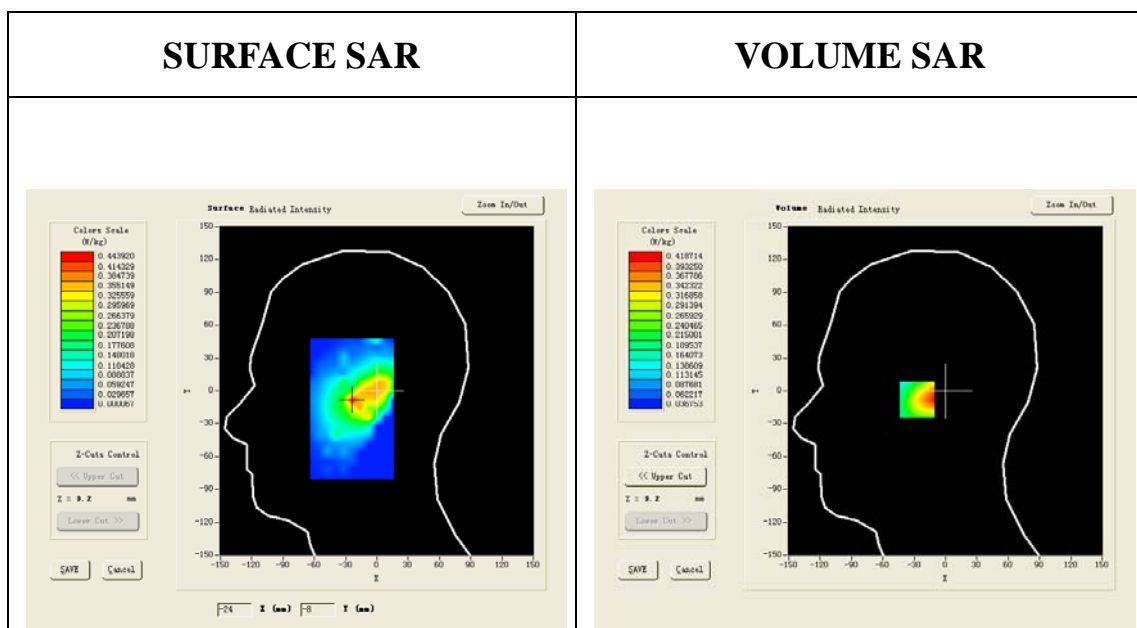 SURFACE SAR
VOLUME SAR
Surface Radiated Intensity
Zoom In/Out
Colors Scale
(W/kg)
0.443920
0.414329
0.384739
0.355149
0.325559
0.295969
0.266379
0.236788
0.207198
0.177608
0.148018
0.118428
0.088837
0.059247
0.029657
0.000067
Z-Cuts Control
<< Upper Cut
Lower Cut >>
SAVE
Cancel
150
120
90
60
30
0
-30
-60
-90
-120
-150
Y
-150 -120 -90 -60 -30 0 30 60 90 120 150
X
-24 X (mm) -8 Y (mm)
Volume Radiated Intensity
Zoom In/Out
Colors Scale
(W/kg)
0.418714
0.393250
0.367786
0.342322
0.316858
0.291394
0.265929
0.240465
0.215001
0.189537
0.164073
0.138609
0.113145
0.087681
0.062217
0.036753
Z-Cuts Control
<< Upper Cut
Lower Cut >>
SAVE
Cancel
150
120
90
60
30
0
-30
-60
-90
-120
-150
Y
-150 -120 -90 -60 -30 0 30 60 90 120 150
X